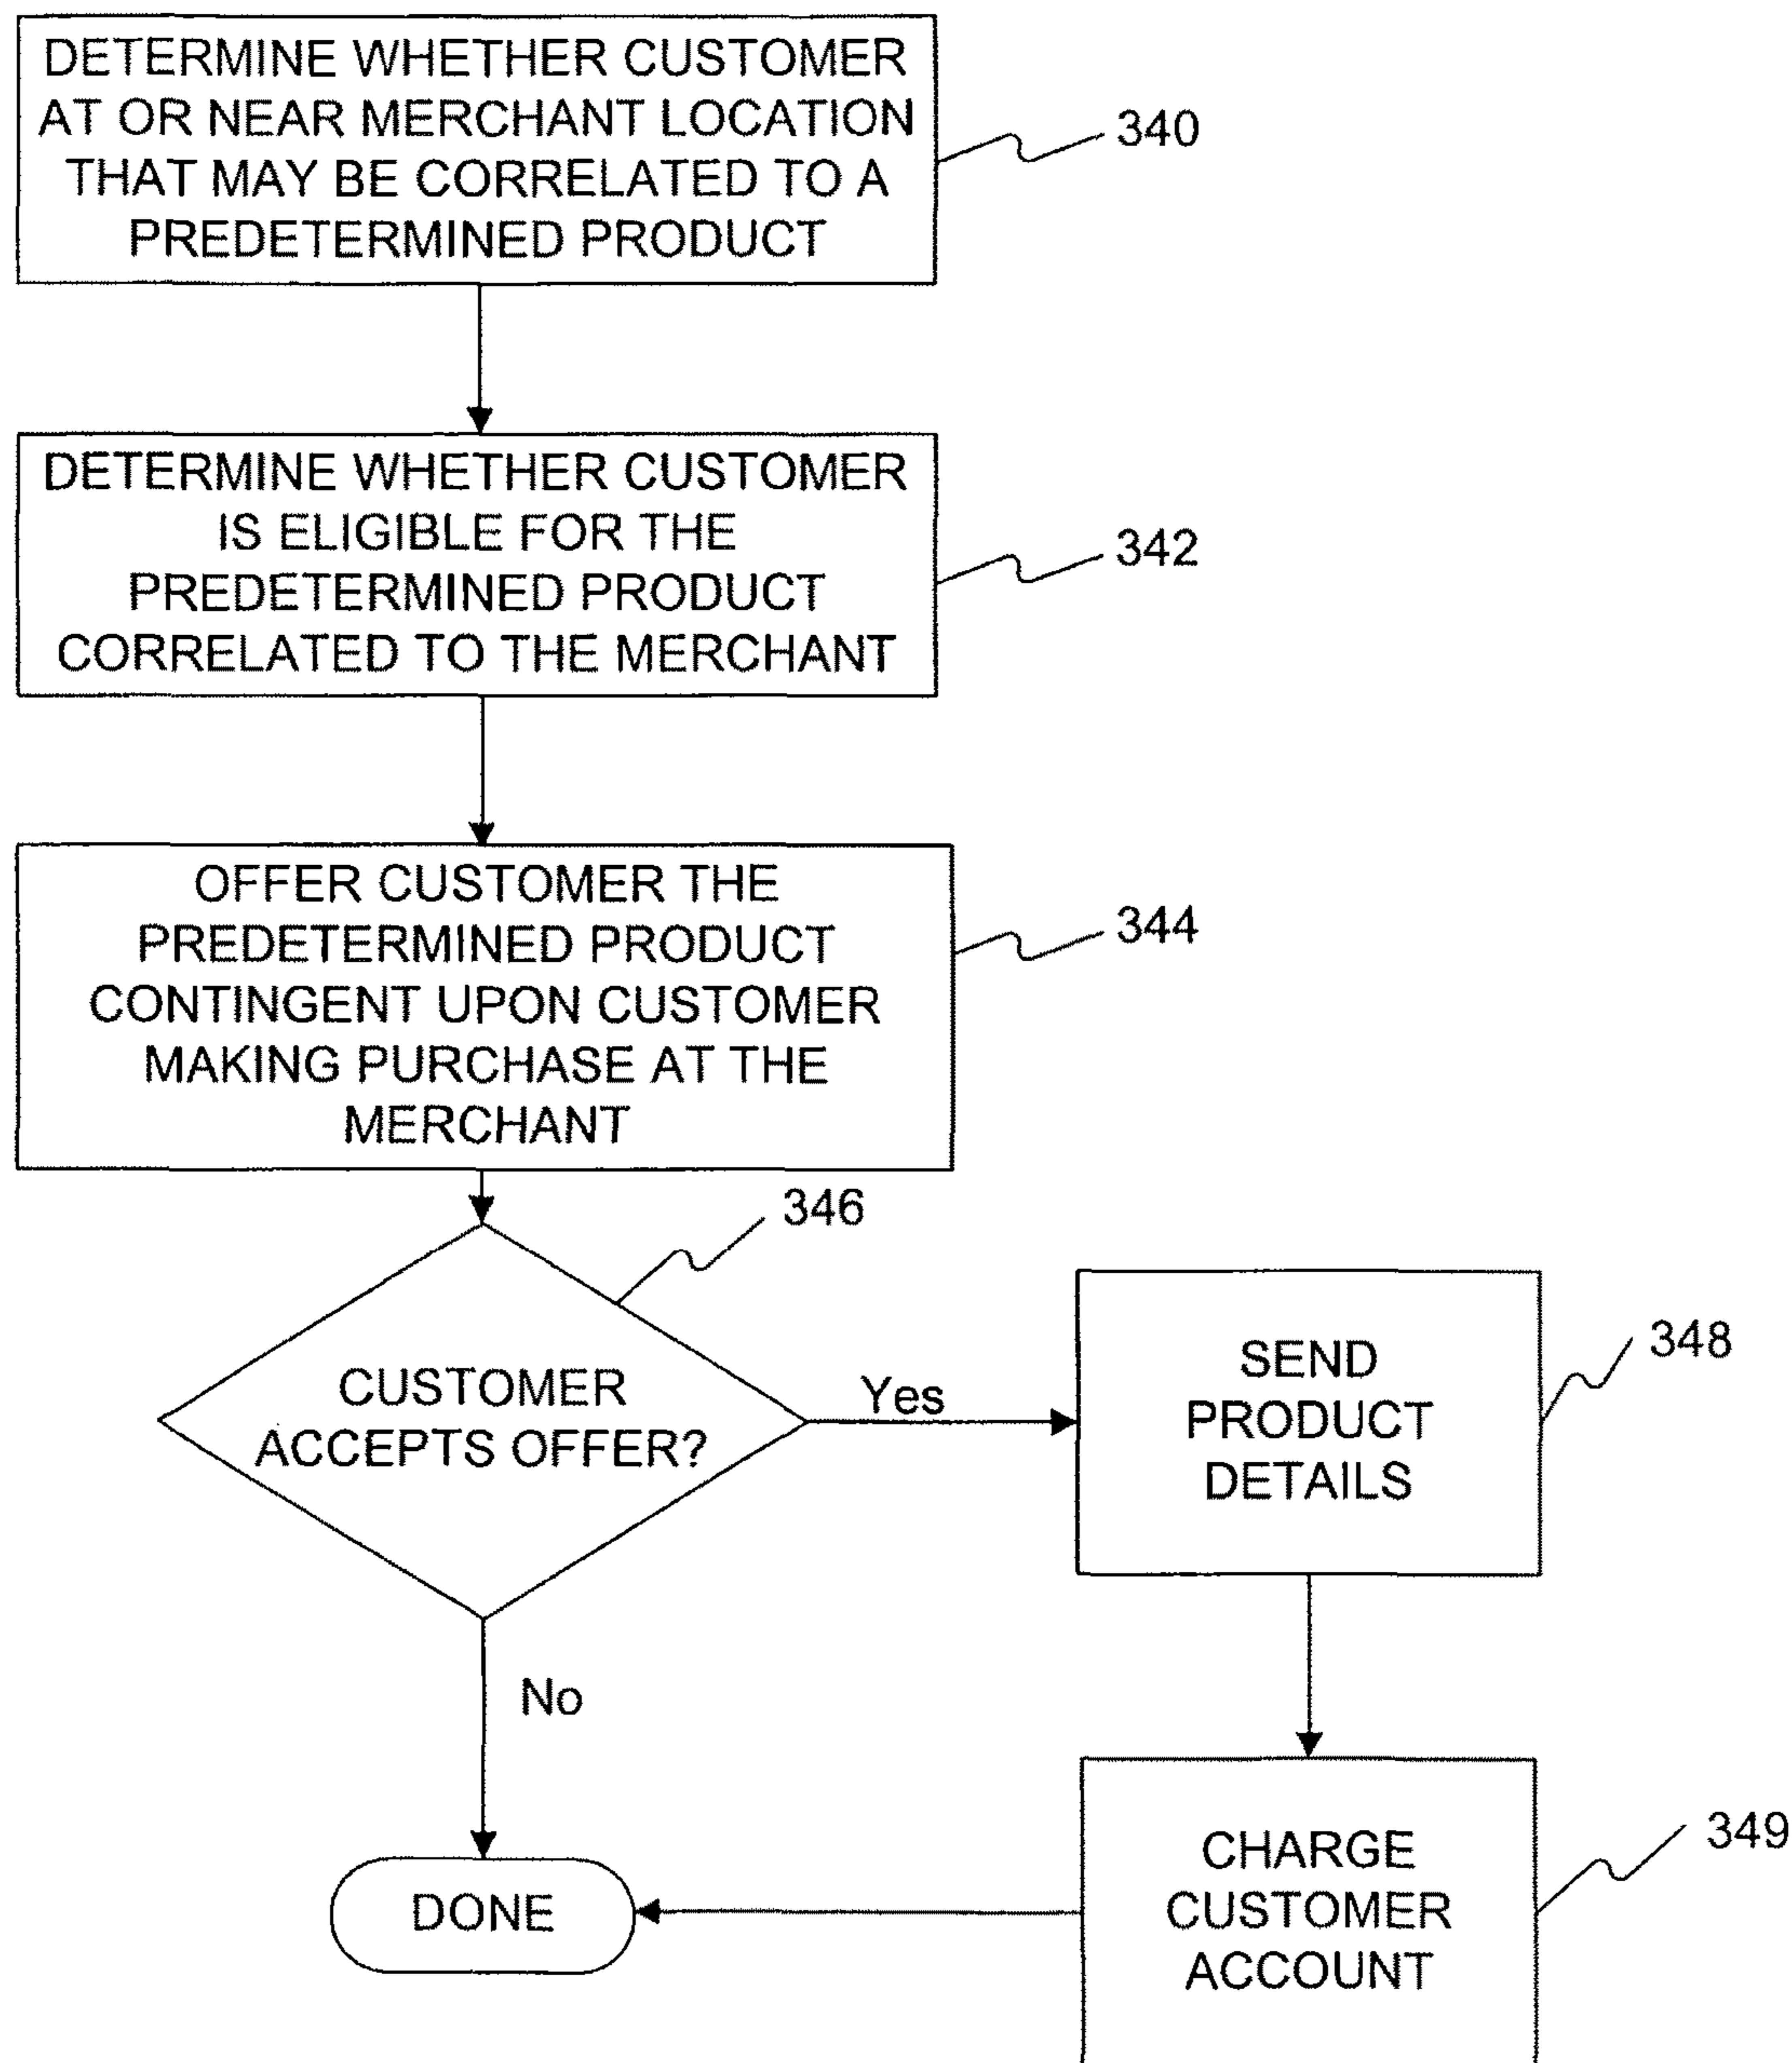 DETERMINE WHETHER CUSTOMER
AT OR NEAR MERCHANT LOCATION
THAT MAY BE CORRELATED TO A
PREDETERMINED PRODUCT
340
DETERMINE WHETHER CUSTOMER
IS ELIGIBLE FOR THE
PREDETERMINED PRODUCT
CORRELATED TO THE MERCHANT
342
OFFER CUSTOMER THE
PREDETERMINED PRODUCT
CONTINGENT UPON CUSTOMER
MAKING PURCHASE AT THE
MERCHANT
344
346
CUSTOMER
ACCEPTS OFFER?
Yes
SEND
PRODUCT
DETAILS
348
No
CHARGE
CUSTOMER
ACCOUNT
349
DONE